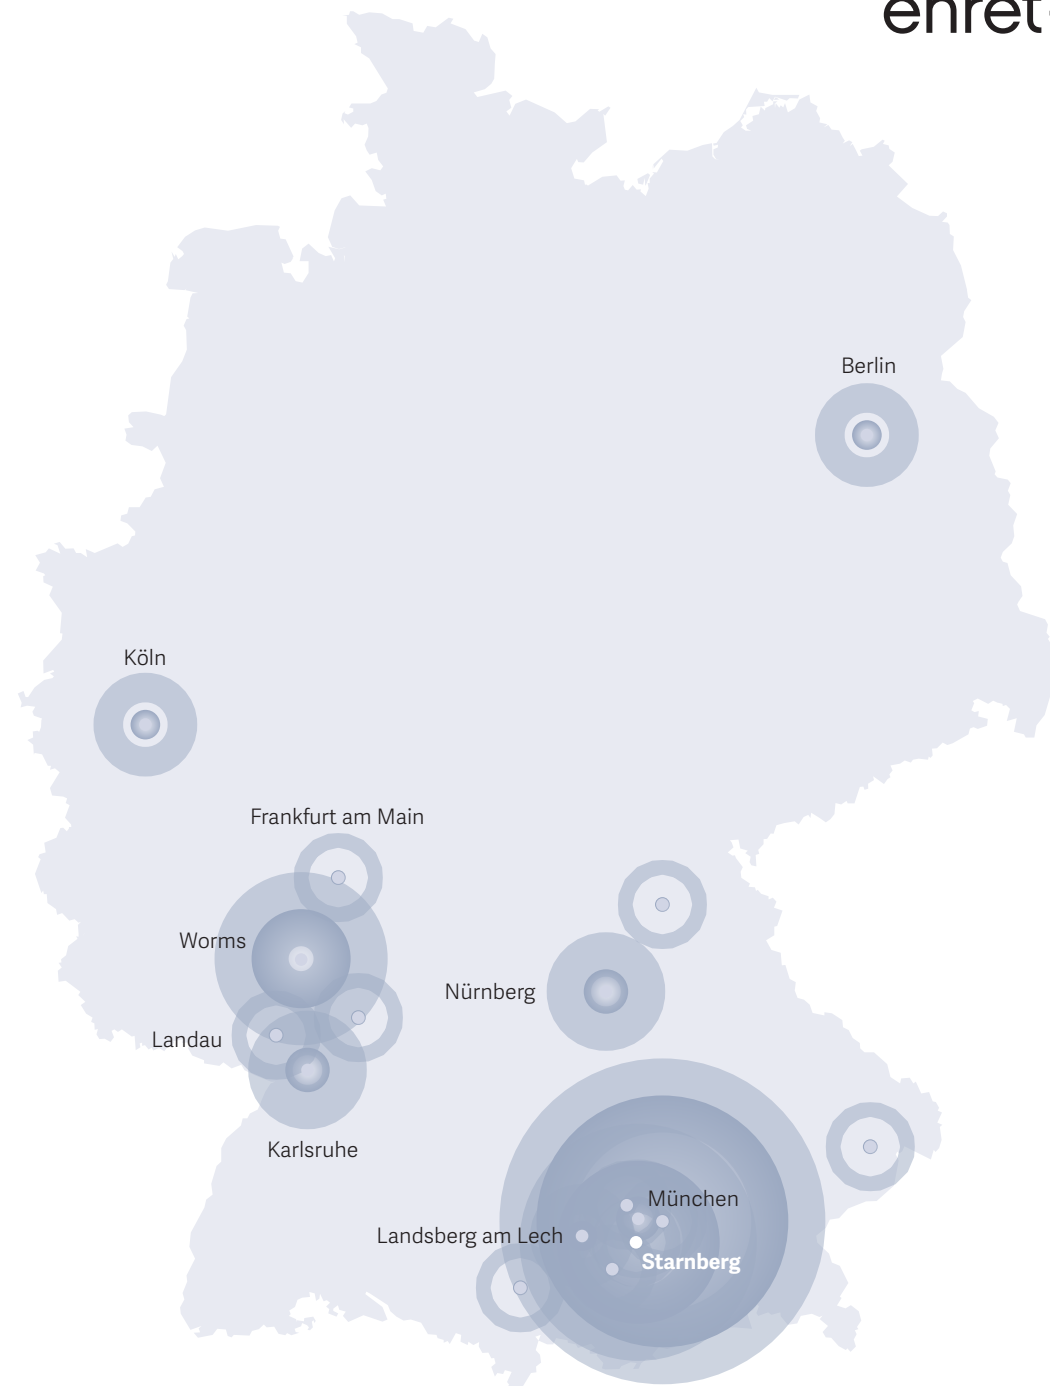 enret
Berlin
Köln
Frankfurt am Main
Worms
Nürnberg
Landau
Karlsruhe
München
Landsberg am Lech
Starnberg